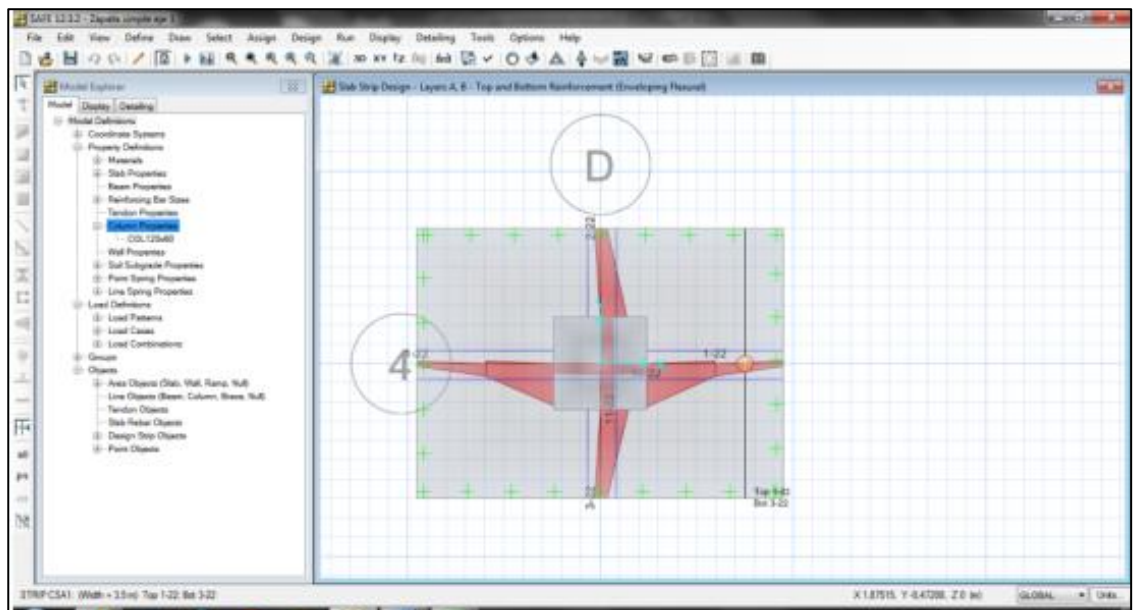 SAFE 12.3.2 - Zapata simple eje
File Edit View Define Draw Select Assign Design Run Display Detailing Tools Options Help
Model Explorer
Model Display Detailing
Model Definitions
Coordinate Systems
Property Definitions
Materials
Slab Properties
Beam Properties
Reinforcing Bar Sizes
Tendon Properties
Column Properties
COL120x60
Wall Properties
Soil Subgrade Properties
Point Spring Properties
Line Spring Properties
Load Definitions
Load Patterns
Load Cases
Load Combinations
Groups
Objects
Area Objects (Slab, Wall, Ramp, Null)
Line Objects (Beam, Column, Brace, Null)
Tendon Objects
Slab Rebar Objects
Design Strip Objects
Point Objects
Slab Strip Design - Layers A, B - Top and Bottom Reinforcement (Enveloping Flexural)
D
2-22
4
1-22
Bot 3-22
STRIP CSA1: (Width = 3.5 m) Top 1-22; Bot 3-22
GLOBAL
Units